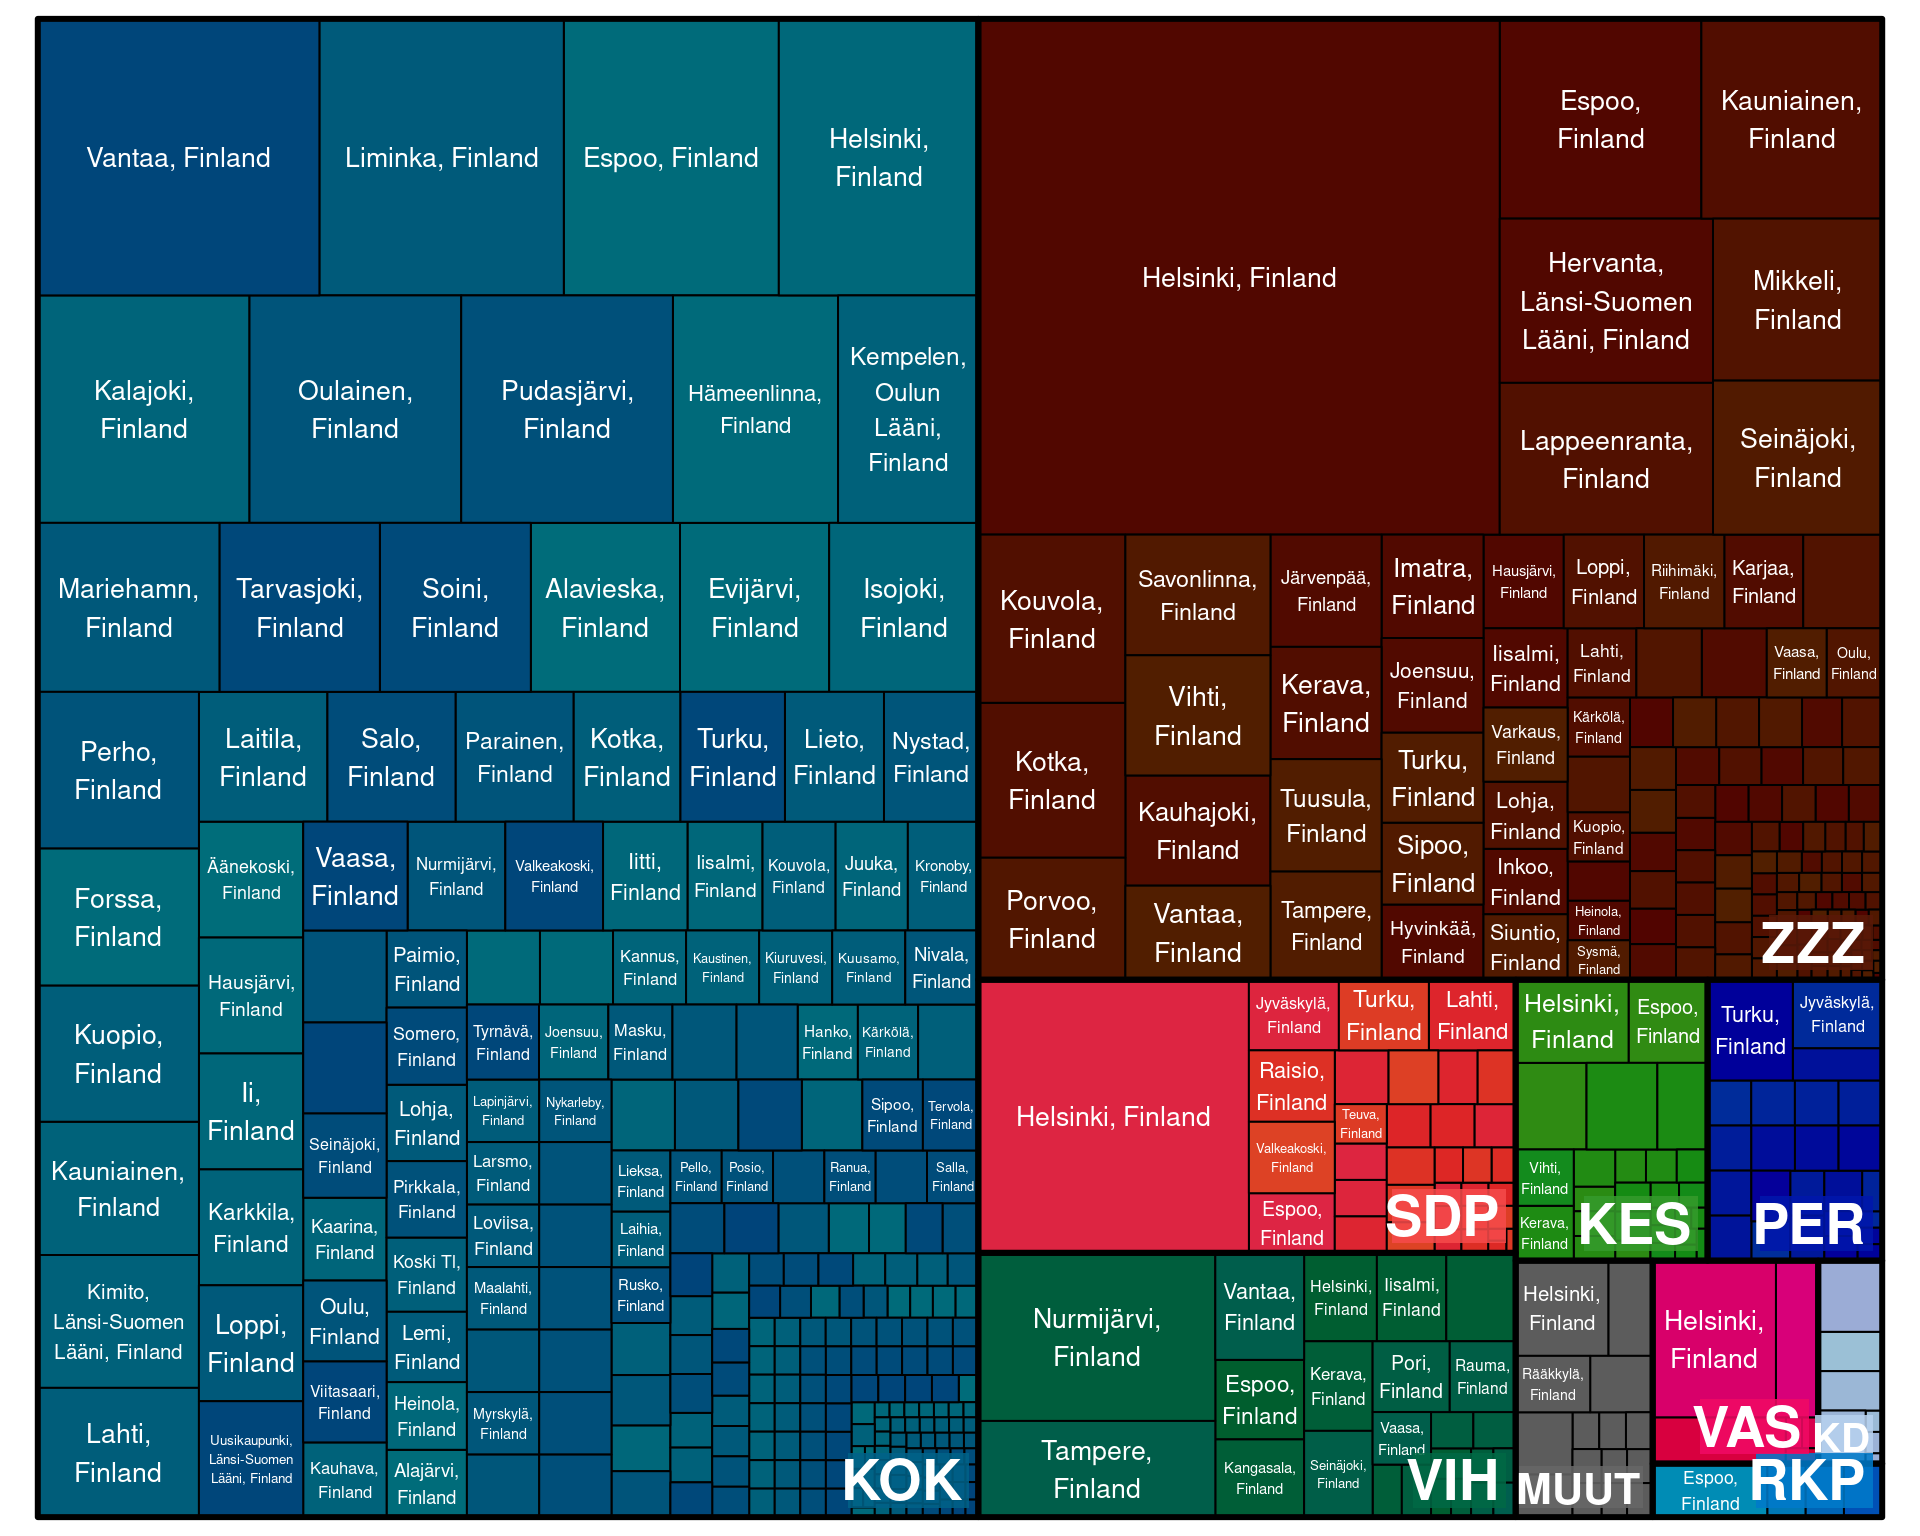 Vantaa, Finland
Liminka, Finland
Espoo, Finland
Helsinki,
Finland
Kalajoki,
Finland
Oulainen,
Finland
Pudasjärvi,
Finland
Hämeenlinna,
Finland
Kempelen,
Oulun
Lääni,
Finland
Mariehamn,
Finland
Tarvasjoki,
Finland
Soini,
Finland
Alavieska,
Finland
Evijärvi,
Finland
Isojoki,
Finland
Perho,
Finland
Forssa,
Finland
Kuopio,
Finland
Kauniainen,
Finland
Kimito,
Länsi-Suomen
Lääni, Finland
Lahti,
Finland
Laitila,
Finland
Salo,
Finland
Parainen,
Finland
Kotka,
Finland
Turku,
Finland
Lieto,
Finland
Nystad,
Finland
Äänekoski,
Finland
Hausjärvi,
Finland
Ii,
Finland
Karkkila,
Finland
Loppi,
Finland
Uusikaupunki,
Länsi-Suomen
Lääni, Finland
Vaasa,
Finland
Nurmijärvi,
Finland
Valkeakoski,
Finland
Iitti,
Finland
Iisalmi,
Finland
Kouvola,
Finland
Juuka,
Finland
Kronoby,
Finland
Seinäjoki,
Finland
Kaarina,
Finland
Oulu,
Finland
Viitasaari,
Finland
Kauhava,
Finland
Paimio,
Finland
Somero,
Finland
Lohja,
Finland
Pirkkala,
Finland
Koski Tl,
Finland
Lemi,
Finland
Heinola,
Finland
Alajärvi,
Finland
Kannus,
Finland
Kaustinen,
Finland
Kiuruvesi,
Finland
Kuusamo,
Finland
Nivala,
Finland
Tyrnävä,
Finland
Joensuu,
Finland
Masku,
Finland
Hanko,
Finland
Kärkölä,
Finland
Lapinjärvi,
Finland
Nykarleby,
Finland
Sipoo,
Finland
Tervola,
Finland
Larsmo,
Finland
Loviisa,
Finland
Maalahti,
Finland
Myrskylä,
Finland
Lieksa,
Finland
Laihia,
Finland
Rusko,
Finland
Pello,
Finland
Posio,
Finland
Ranua,
Finland
Salla,
Finland
KOK
Helsinki, Finland
Espoo,
Finland
Kauniainen,
Finland
Hervanta,
Länsi-Suomen
Lääni, Finland
Mikkeli,
Finland
Lappeenranta,
Finland
Seinäjoki,
Finland
Kouvola,
Finland
Kotka,
Finland
Porvoo,
Finland
Savonlinna,
Finland
Vihti,
Finland
Kauhajoki,
Finland
Vantaa,
Finland
Järvenpää,
Finland
Kerava,
Finland
Tuusula,
Finland
Tampere,
Finland
Imatra,
Finland
Joensuu,
Finland
Turku,
Finland
Sipoo,
Finland
Hyvinkää,
Finland
Hausjärvi,
Finland
Loppi,
Finland
Riihimäki,
Finland
Karjaa,
Finland
Iisalmi,
Finland
Varkaus,
Finland
Lohja,
Finland
Inkoo,
Finland
Siuntio,
Finland
Lahti,
Finland
Vaasa,
Finland
Oulu,
Finland
Kärkölä,
Finland
Kuopio,
Finland
Heinola,
Finland
Sysmä,
Finland
ZZZ
Helsinki, Finland
Jyväskylä,
Finland
Turku,
Finland
Lahti,
Finland
Raisio,
Finland
Valkeakoski,
Finland
Espoo,
Finland
Teuva,
Finland
SDP
Helsinki,
Finland
Espoo,
Finland
Vihti,
Finland
Kerava,
Finland
KES
Turku,
Finland
Jyväskylä,
Finland
PER
Nurmijärvi,
Finland
Tampere,
Finland
Vantaa,
Finland
Espoo,
Finland
Kangasala,
Finland
Helsinki,
Finland
Iisalmi,
Finland
Kerava,
Finland
Seinäjoki,
Finland
Pori,
Finland
Rauma,
Finland
Vaasa,
Finland
VIH
Helsinki,
Finland
Rääkkylä,
Finland
MUUT
Helsinki,
Finland
VAS
KD
Espoo,
Finland
RKP